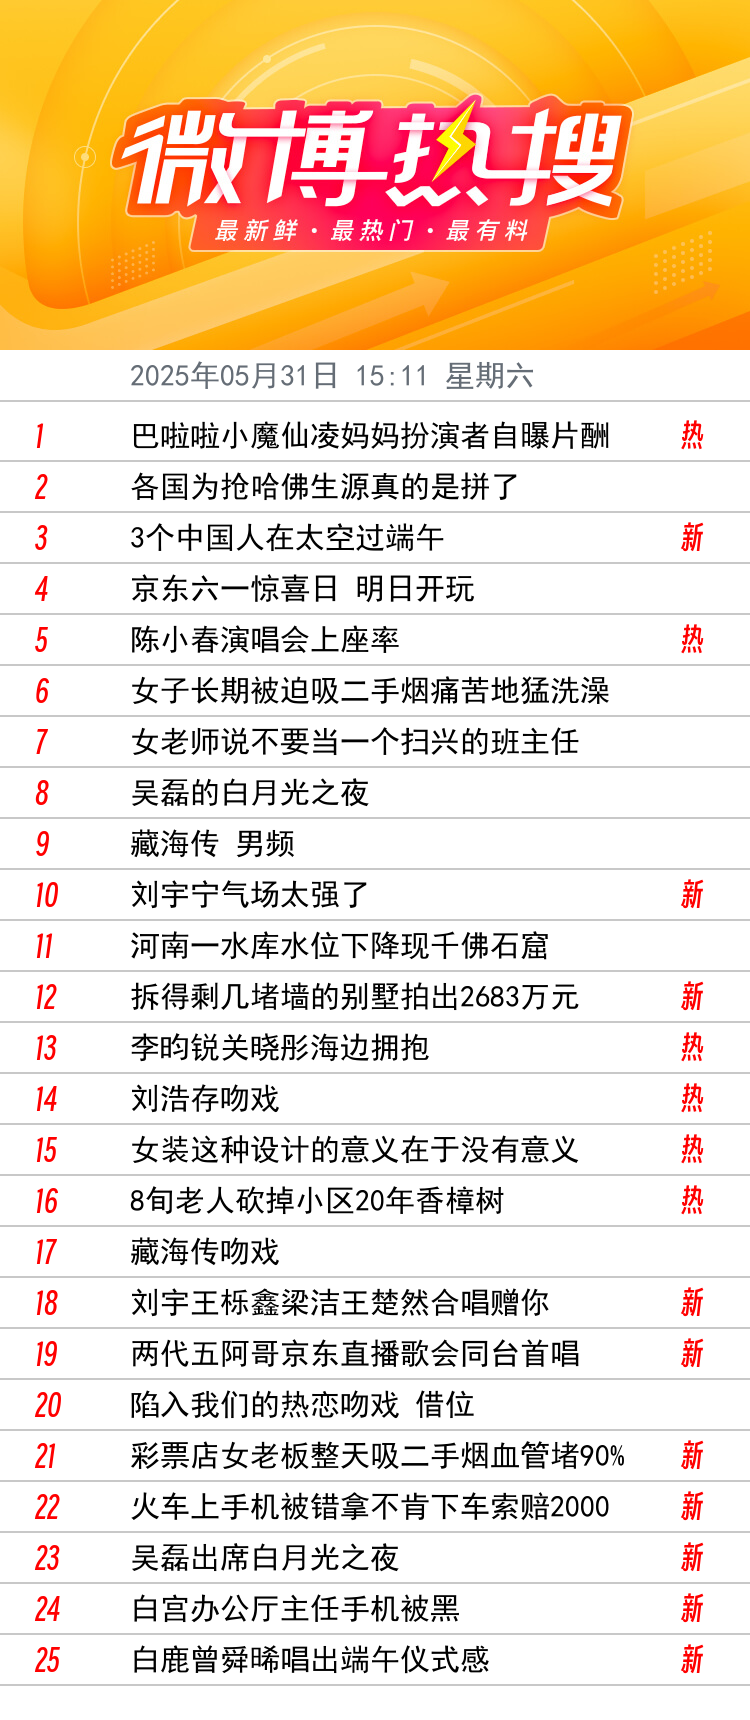 微博热搜
最新鲜·最热门·最有料
2025年05月31日 15:11 星期六
1 巴啦啦小魔仙凌妈妈扮演者自曝片酬 热
2 各国为抢哈佛生源真的是拼了
3 3个中国人在太空过端午 新
4 京东六一惊喜日 明日开玩
5 陈小春演唱会上座率 热
6 女子长期被迫吸二手烟痛苦地猛洗澡
7 女老师说不要当一个扫兴的班主任
8 吴磊的白月光之夜
9 藏海传 男频
10 刘宇宁气场太强了 新
11 河南一水库水位下降现千佛石窟
12 拆得剩几堵墙的别墅拍出2683万元 新
13 李昀锐关晓彤海边拥抱 热
14 刘浩存吻戏 热
15 女装这种设计的意义在于没有意义 热
16 8旬老人砍掉小区20年香樟树 热
17 藏海传吻戏
18 刘宇王栎鑫梁洁王楚然合唱赠你 新
19 两代五阿哥京东直播歌会同台首唱 新
20 陷入我们的热恋吻戏 借位
21 彩票店女老板整天吸二手烟血管堵90% 新
22 火车上手机被错拿不肯下车索赔2000 新
23 吴磊出席白月光之夜 新
24 白宫办公厅主任手机被黑 新
25 白鹿曾舜晞唱出端午仪式感 新